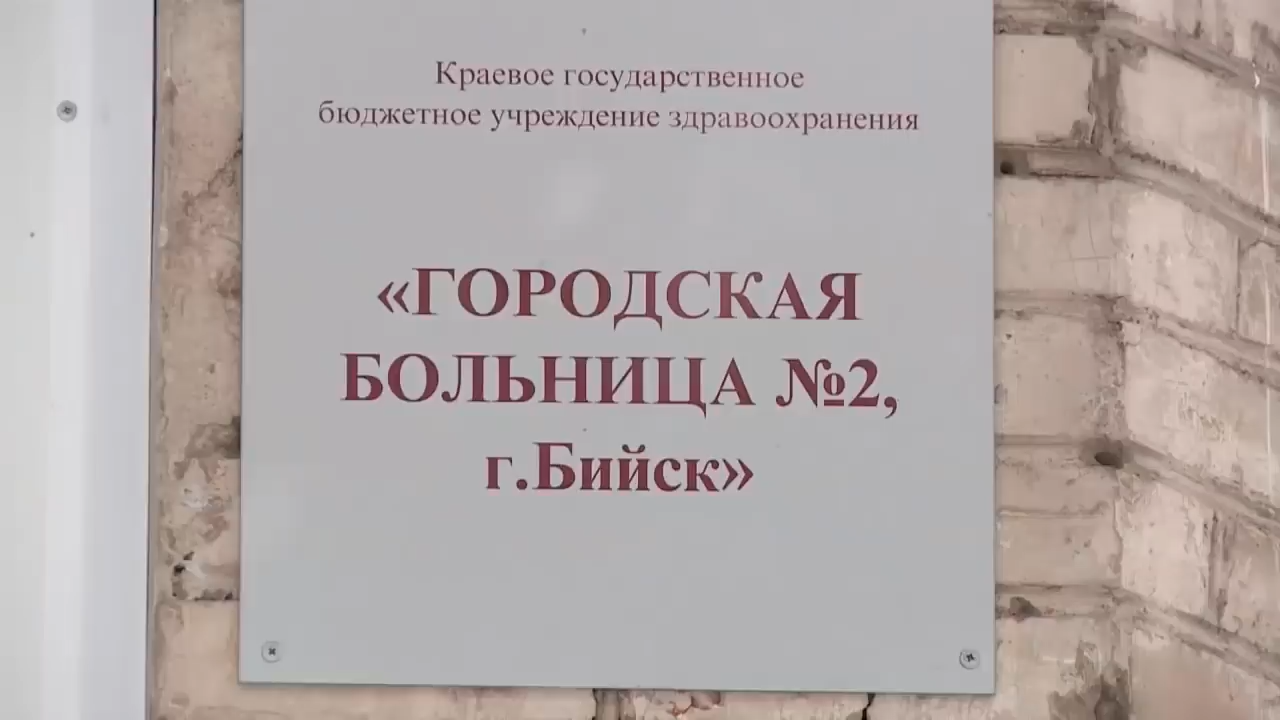 Краевое государственное
бюджетное учреждение здравоохранения
«ГОРОДСКАЯ
БОЛЬНИЦА №2,
г.Бийск»